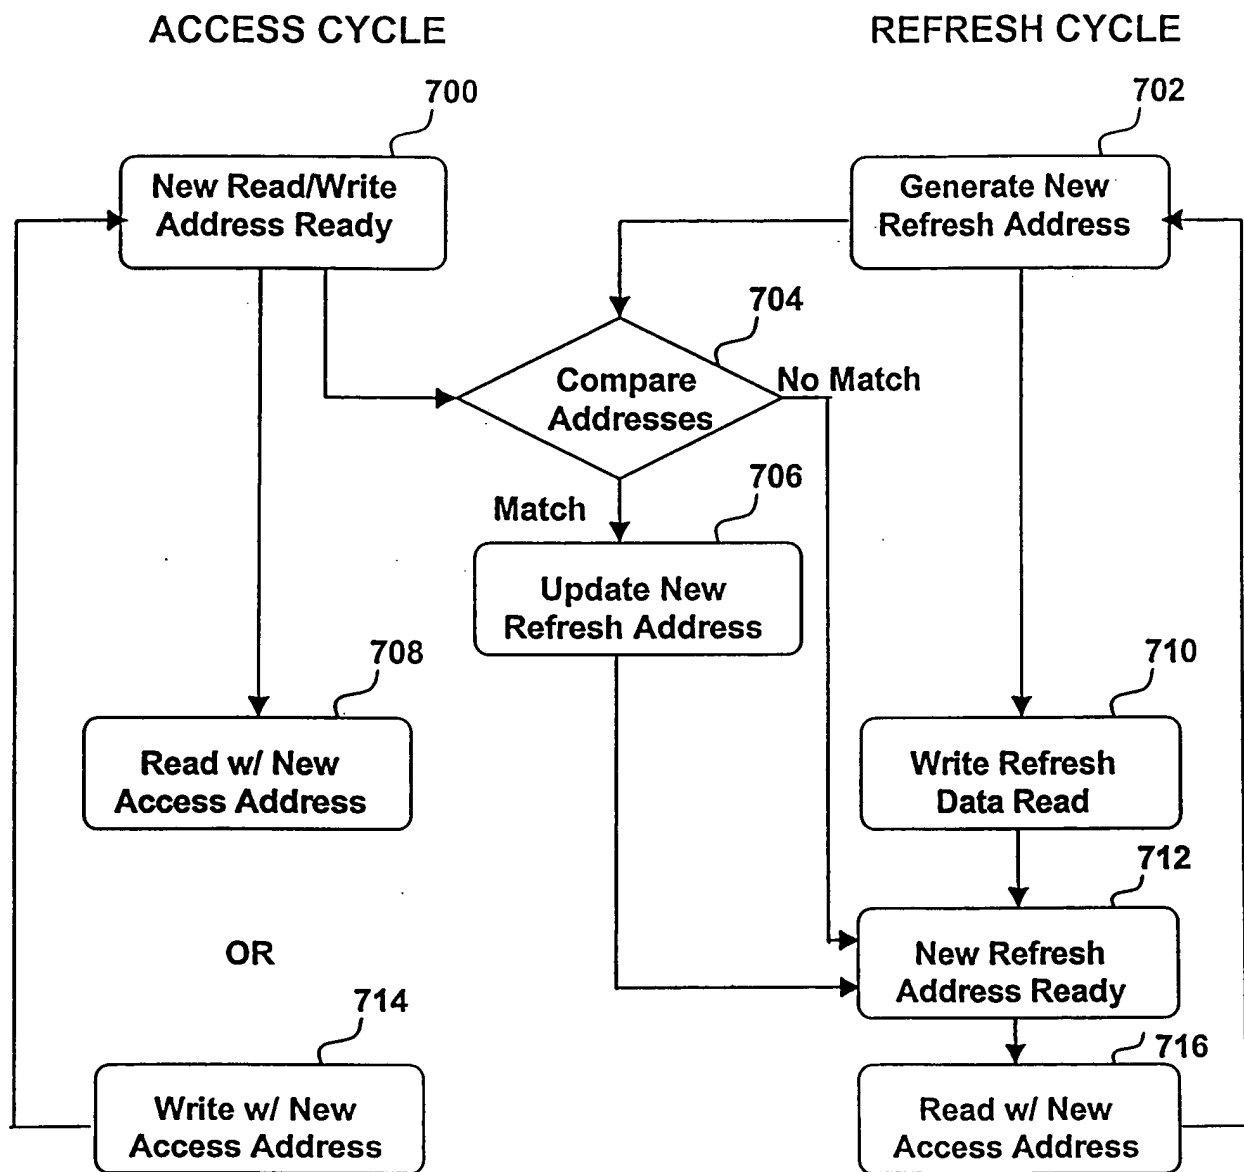 ACCESS CYCLE
REFRESH CYCLE
700
702
New Read/Write
Address Ready
Generate New
Refresh Address
704
Compare
Addresses
No Match
706
Match
Update New
Refresh Address
708
710
Read w/ New
Access Address
Write Refresh
Data Read
712
OR
New Refresh
Address Ready
714
716
Write w/ New
Access Address
Read w/ New
Access Address